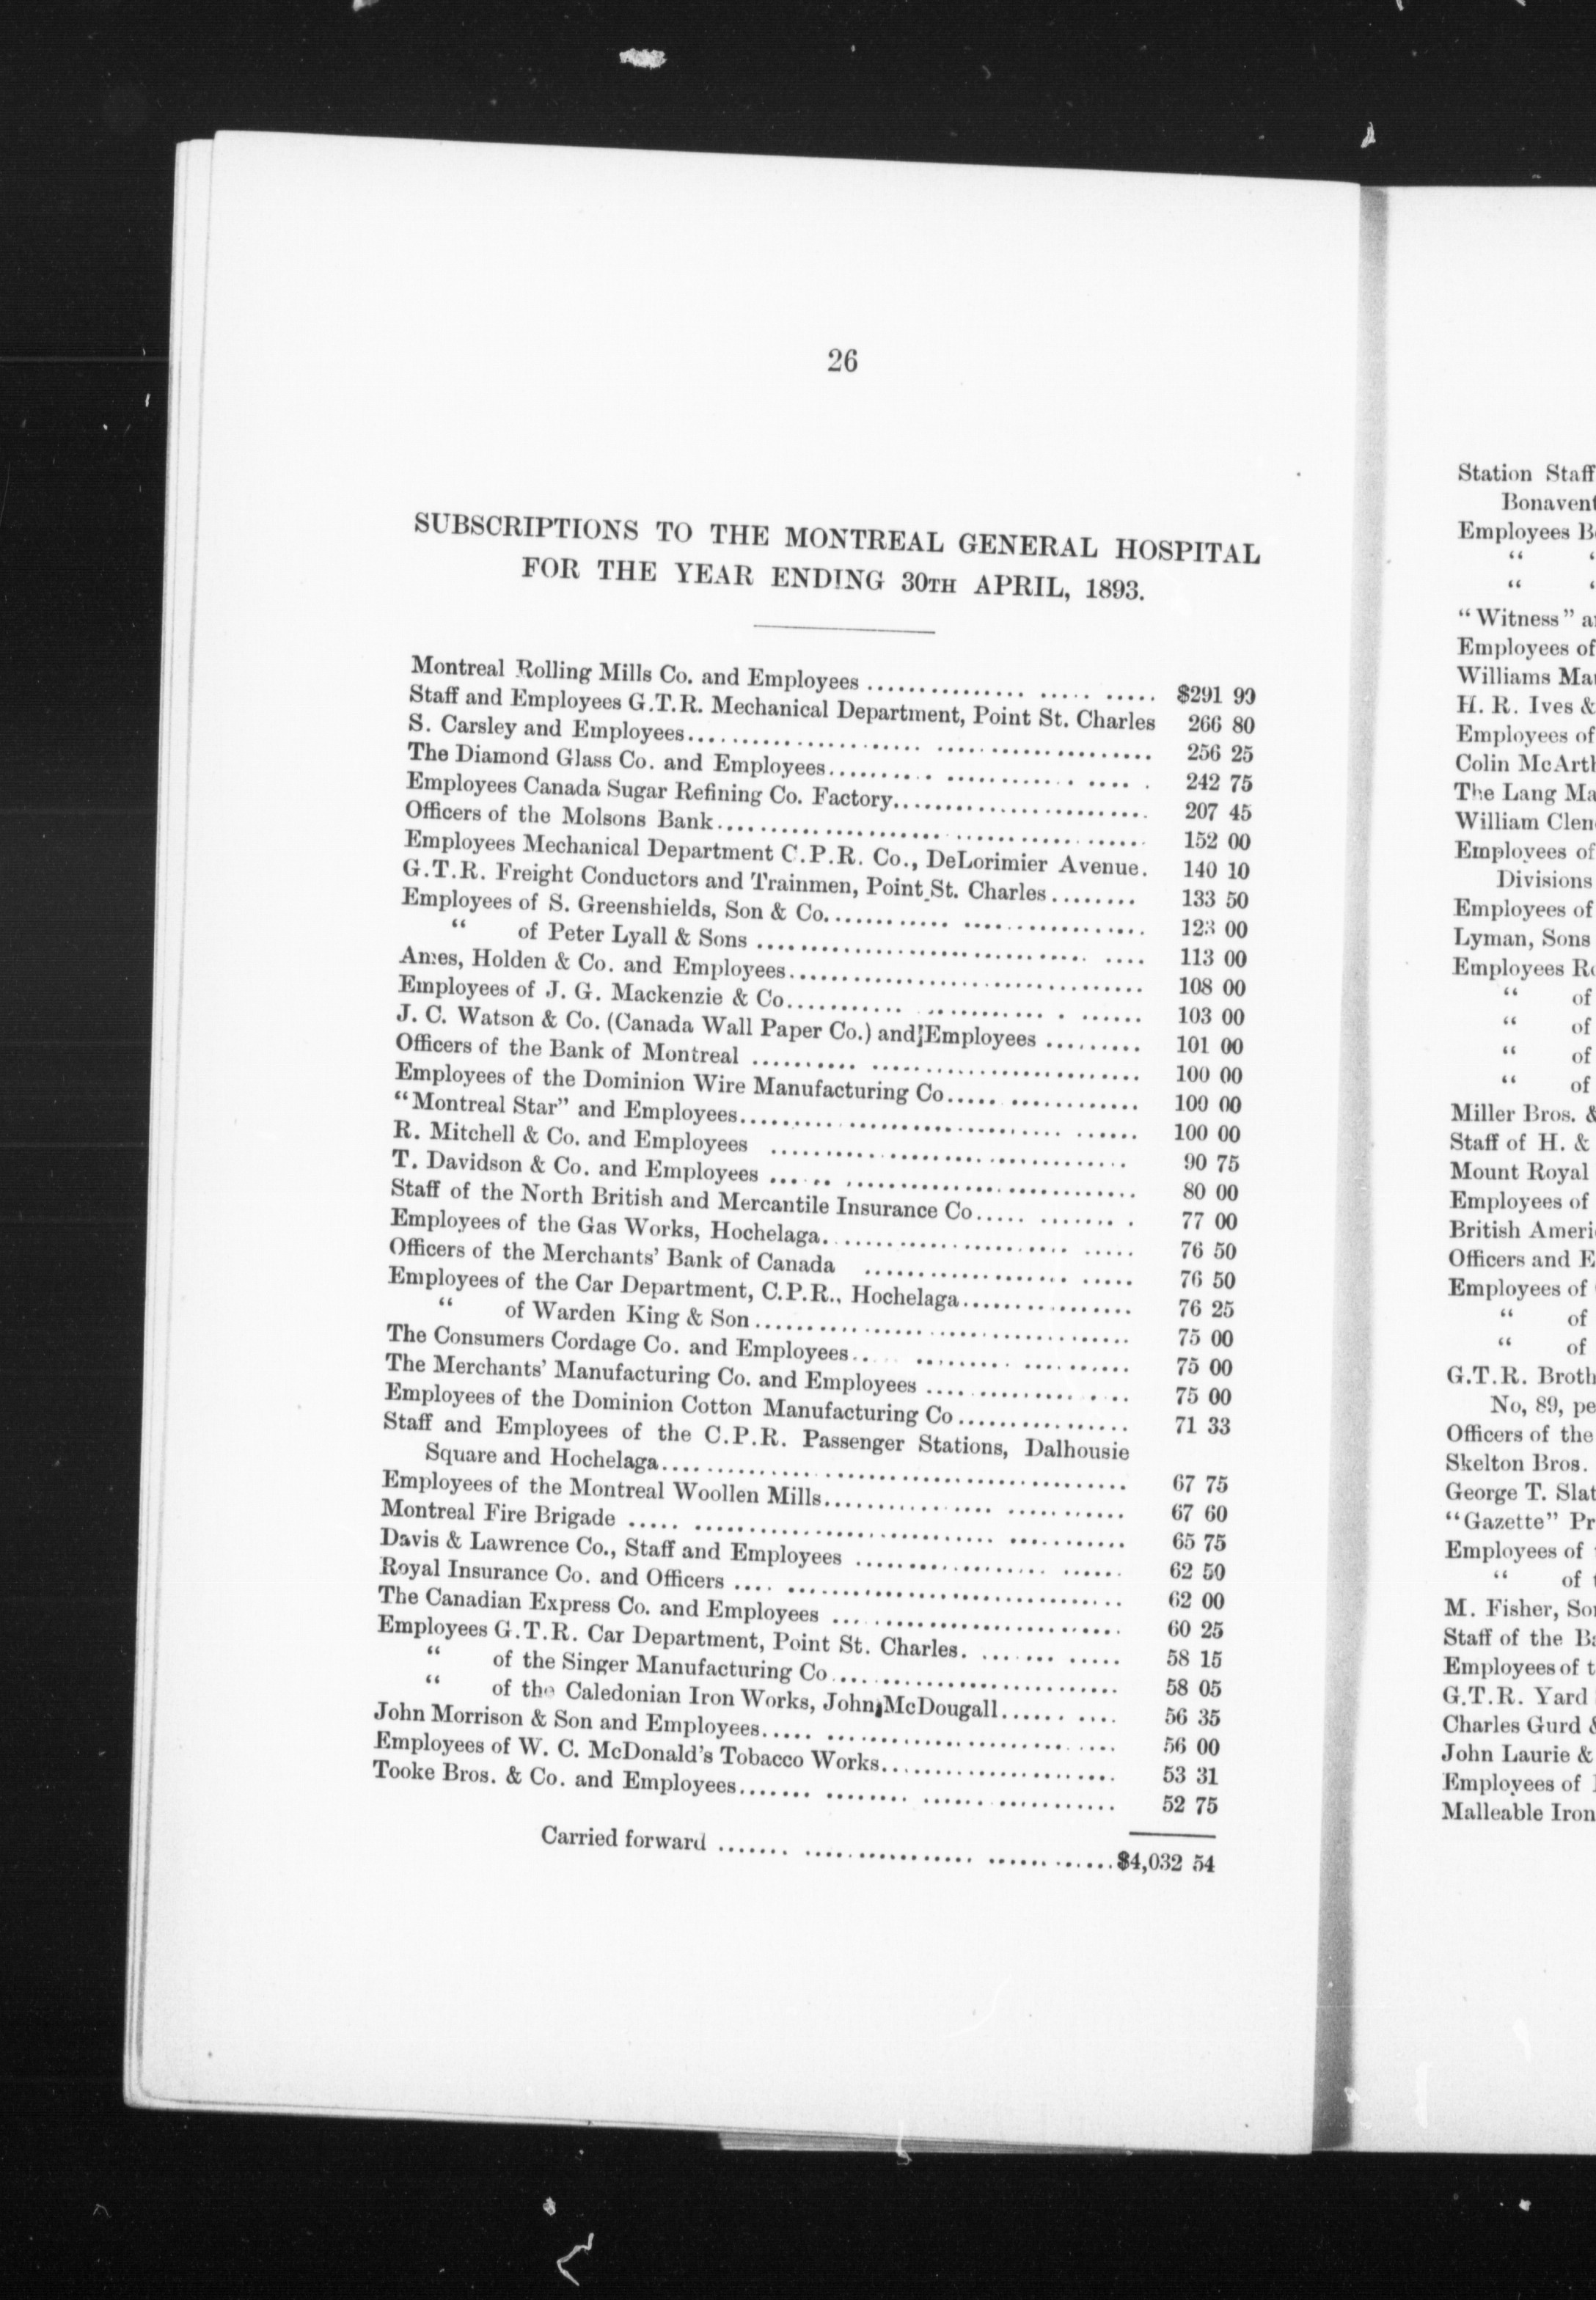 26
SUBSCRIPTIONS TO THE MONTREAL GENERAL HOSPITAL
FOR THE YEAR ENDING 30TH APRIL, 1893.
Montreal Rolling Mills Co. and Employees ........................ $291 90
Staff and Employees G.T.R. Mechanical Department, Point St. Charles 266 80
S. Carsley and Employees........................ 256 25
The Diamond Glass Co. and Employees........................ 242 75
Employees Canada Sugar Refining Co. Factory........................ 207 45
Officers of the Molsons Bank........................ 152 00
Employees Mechanical Department C.P.R. Co., DeLorimier Avenue. 140 10
G.T.R. Freight Conductors and Trainmen, Point St. Charles........ 133 50
Employees of S. Greenshields, Son & Co......................... 123 00
“ of Peter Lyall & Sons ........................ 113 00
Ames, Holden & Co. and Employees........................ 108 00
Employees of J. G. Mackenzie & Co........................ 103 00
J. C. Watson & Co. (Canada Wall Paper Co.) and Employees ......... 101 00
Officers of the Bank of Montreal ........................ 100 00
Employees of the Dominion Wire Manufacturing Co................. 100 00
“Montreal Star” and Employees........................ 100 00
R. Mitchell & Co. and Employees ........................ 90 75
T. Davidson & Co. and Employees ........................ 80 00
Staff of the North British and Mercantile Insurance Co............. 77 00
Employees of the Gas Works, Hochelaga........................ 76 50
Officers of the Merchants’ Bank of Canada ........................ 76 50
Employees of the Car Department, C.P.R., Hochelaga................ 76 25
“ of Warden King & Son........................ 75 00
The Consumers Cordage Co. and Employees........................ 75 00
The Merchants’ Manufacturing Co. and Employees ................ 75 00
Employees of the Dominion Cotton Manufacturing Co................ 71 33
Staff and Employees of the C.P.R. Passenger Stations, Dalhousie
Square and Hochelaga........................ 67 75
Employees of the Montreal Woollen Mills........................ 67 60
Montreal Fire Brigade ........................ 65 75
Davis & Lawrence Co., Staff and Employees ........................ 62 50
Royal Insurance Co. and Officers ........................ 62 00
The Canadian Express Co. and Employees ........................ 60 25
Employees G.T.R. Car Department, Point St. Charles. ............. 58 15
“ of the Singer Manufacturing Co........................ 58 05
“ of the Caledonian Iron Works, John McDougall.......... 56 35
John Morrison & Son and Employees........................ 56 00
Employees of W. C. McDonald’s Tobacco Works........................ 53 31
Tooke Bros. & Co. and Employees........................ 52 75
Carried forward ........................$4,032 54
Station Staff
Employees
“
“
“Witness”
Employees of
Williams
H. R. Ives &
Employees of
Colin
The Lang
William
Employees of
Divisions
Employees of
Lyman, Sons
Employees
“ of
“ of
“ of
“ of
Miller Bros. &
Staff of H. &
Mount Royal
Employees of
British
Officers and
Employees of
“ of
“ of
G.T.R.
No, 89,
Officers of the
Skelton Bros.
George T.
“Gazette”
Employees of
“ of
M. Fisher,
Staff of the
Employees of
G.T.R. Yard
Charles Gurd &
John Laurie &
Employees of
Malleable Iron